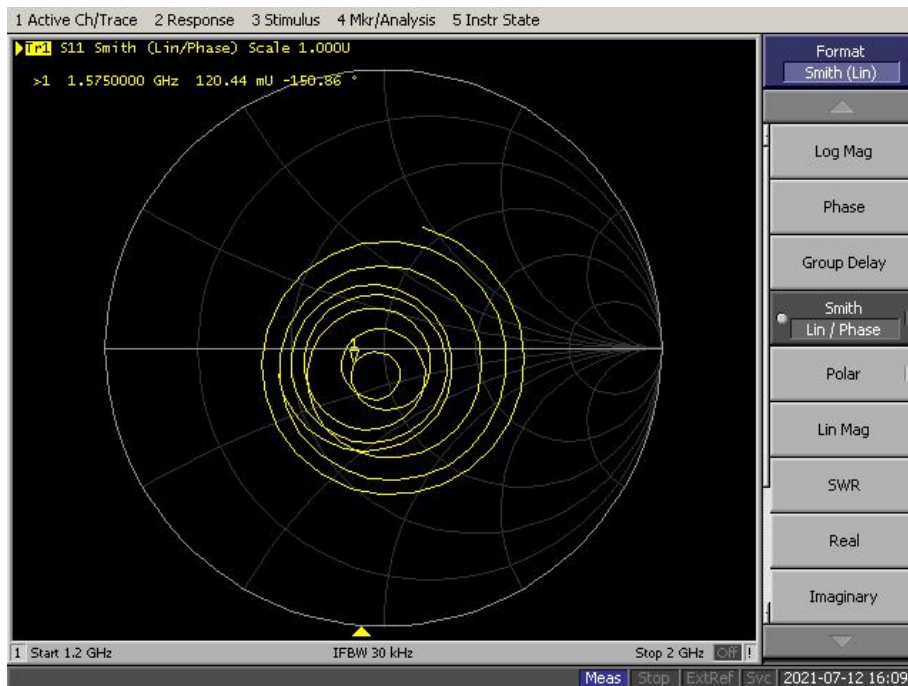 1 Active Ch/Trace 2 Response 3 Stimulus 4 Mkr/Analysis 5 Instr State
Tr1 S11 Smith (Lin/Phase) Scale 1.000U
>1 1.5750000 GHz 120.44 mU -150.86 °
1
Format
Smith (Lin)
Log Mag
Phase
Group Delay
Smith
Lin / Phase
Polar
Lin Mag
SWR
Real
Imaginary
1 Start 1.2 GHz IFBW 30 kHz Stop 2 GHz Off !
Meas Stop ExtRef Svc 2021-07-12 16:09